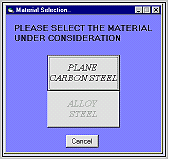 Material Selection..
PLEASE SELECT THE MATERIAL
UNDER CONSIDERATION
PLANE
CARBON STEEL
ALLOY
STEEL
Cancel